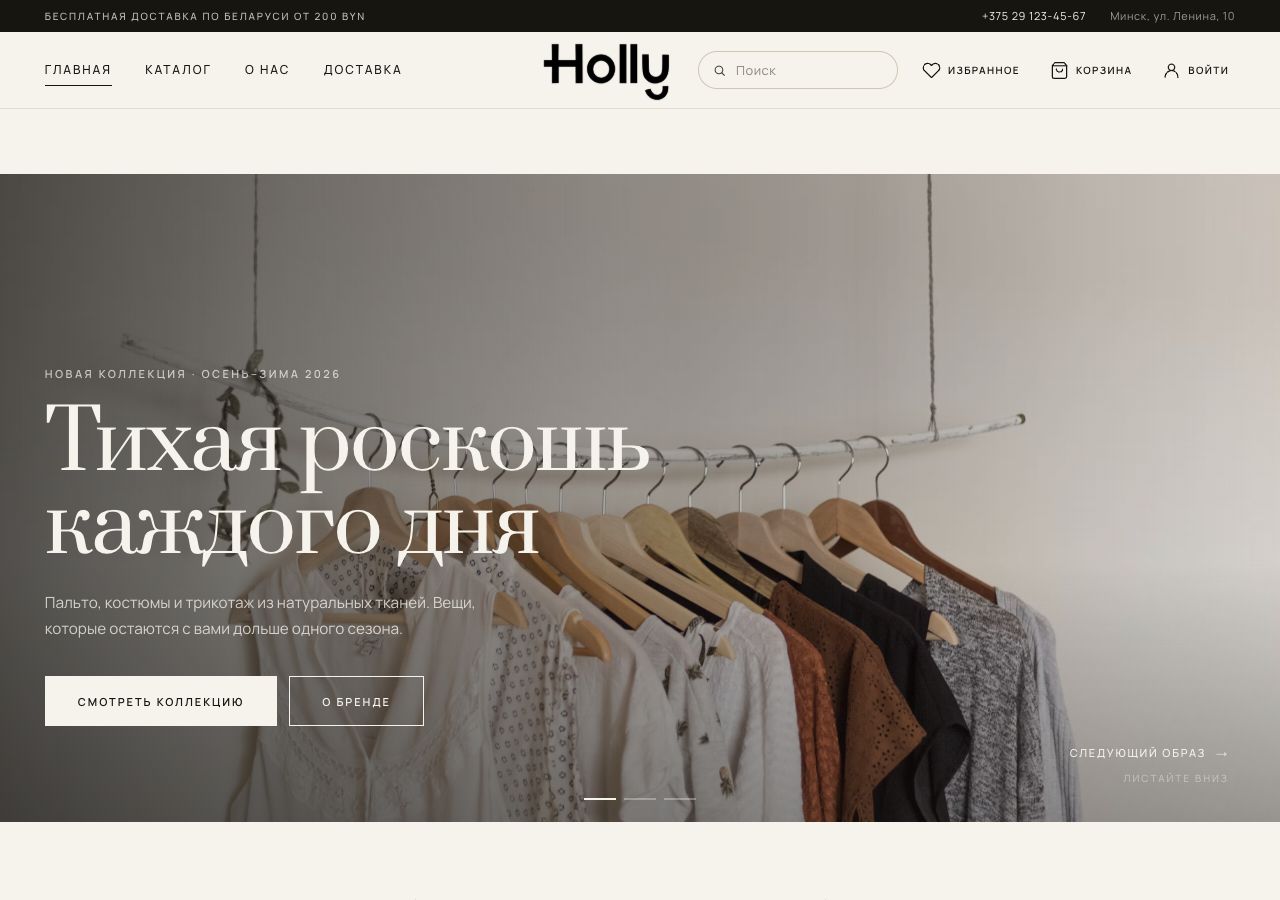 БЕСПЛАТНАЯ ДОСТАВКА ПО БЕЛАРУСИ ОТ 200 BYN
+375 29 123-45-67
Минск, ул. Ленина, 10
ГЛАВНАЯ
КАТАЛОГ
О НАС
ДОСТАВКА
Holly
Поиск
ИЗБРАННОЕ
КОРЗИНА
ВОЙТИ
НОВАЯ КОЛЛЕКЦИЯ · ОСЕНЬ–ЗИМА 2026
Тихая роскошь
каждого дня
Пальто, костюмы и трикотаж из натуральных тканей. Вещи,
которые остаются с вами дольше одного сезона.
СМОТРЕТЬ КОЛЛЕКЦИЮ
О БРЕНДЕ
СЛЕДУЮЩИЙ ОБРАЗ →
ЛИСТАЙТЕ ВНИЗ